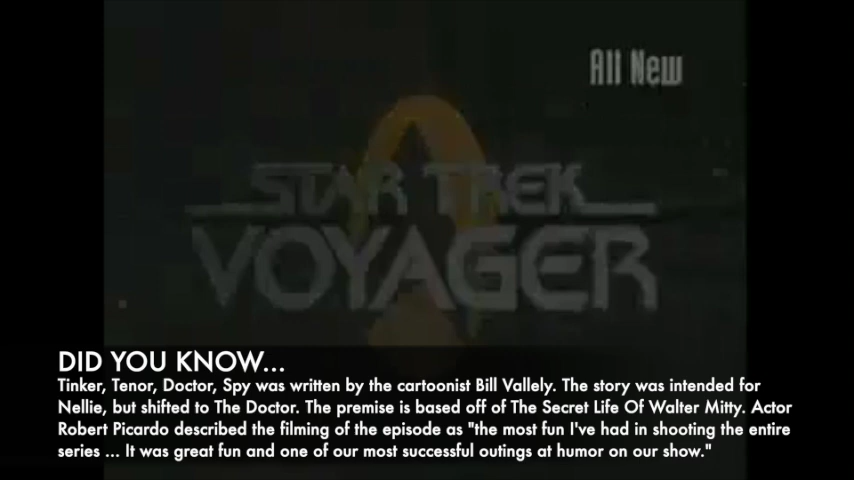 All New
STAR TREK
VOYAGER
DID YOU KNOW...
Tinker, Tenor, Doctor, Spy was written by the cartoonist Bill Vallely. The story was intended for
Nellie, but shifted to The Doctor. The premise is based off of The Secret Life Of Walter Mitty. Actor
Robert Picardo described the filming of the episode as "the most fun I've had in shooting the entire
series ... It was great fun and one of our most successful outings at humor on our show."